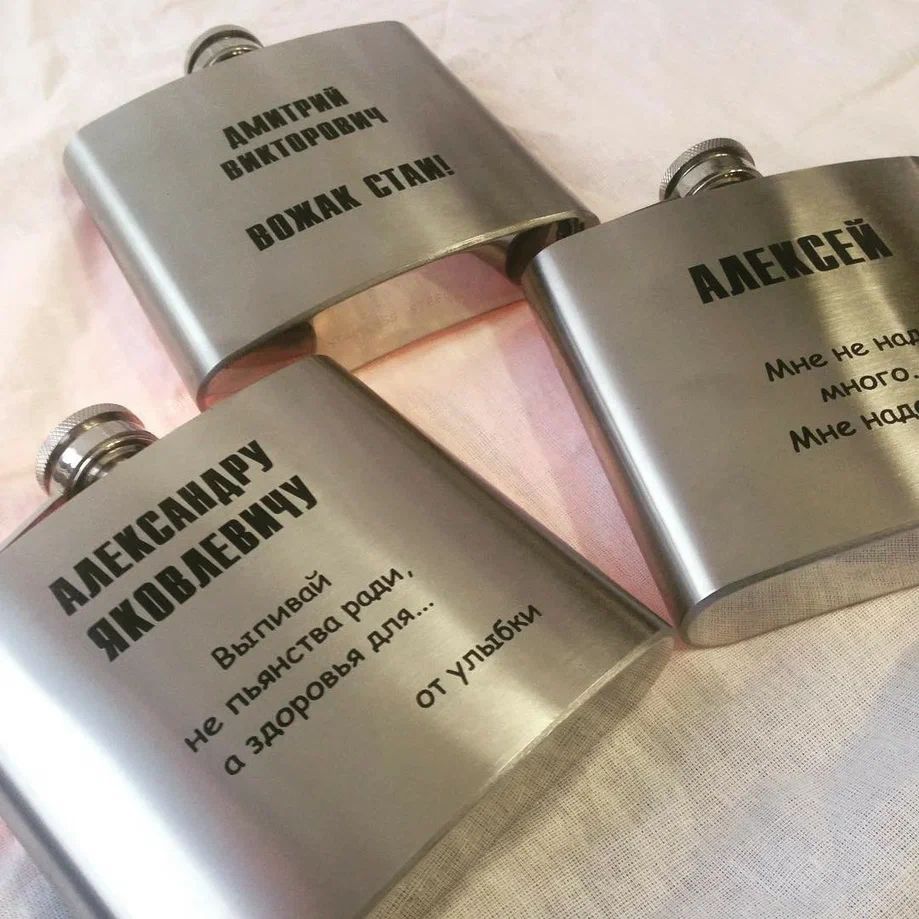 ДМИТРИЙ
ВИКТОРОВИЧ
ВОЖАК СТАИ!
АЛЕКСЕЙ
Мне не
много.
Мне
АЛЕКСАНДРУ
ЯКОВЛЕВИЧУ
Выпивай
не пьянства ради,
а здоровья для...
от улыбки